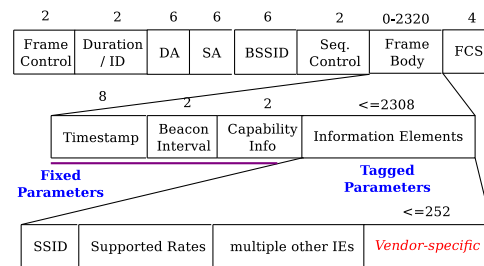 2 2 6 6 6 2 0-2320 4
Frame Control Duration / ID DA SA BSSID Seq. Control Frame Body FCS
8 2 2 <=2308
Timestamp Beacon Interval Capability Info Information Elements
Fixed Parameters Tagged Parameters
<=252
SSID Supported Rates multiple other IEs Vendor-specific